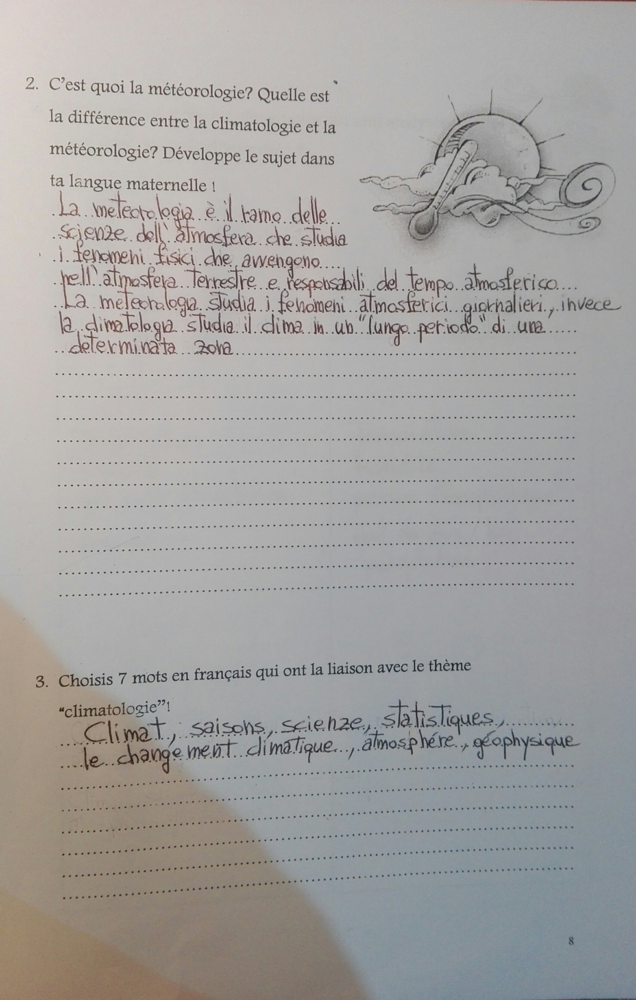 2. C'est quoi la météorologie? Quelle est
la différence entre la climatologie et la
météorologie? Développe le sujet dans
ta langue maternelle !
La meteorologia è il ramo delle
scienze dell'atmosfera che studia
i fenomeni fisici che avvengono
nell'atmosfera terrestre e responsabili del tempo atmosferico.
La meteorologia studia i fenomeni atmosferici giornalieri, invece
la climatologia studia il clima in un "lungo periodo" di una
determinata zona.
3. Choisis 7 mots en français qui ont la liaison avec le thème
"climatologie"!
Climat, saisons, scienze, statistiques,
le changement climatique, atmosphére, géophysique
8